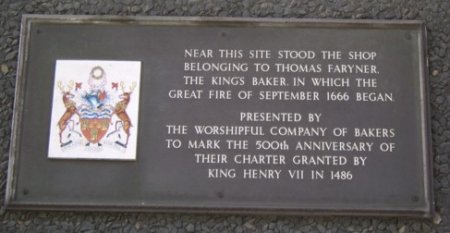 NEAR THIS SITE STOOD THE SHOP
BELONGING TO THOMAS FARYNER,
THE KINGS BAKER, IN WHICH THE
GREAT FIRE OF SEPTEMBER 1666 BEGAN.
PRESENTED BY
THE WORSHIPFUL COMPANY OF BAKERS
TO MARK THE 500th ANNIVERSARY OF
THEIR CHARTER GRANTED BY
KING HENRY VII IN 1486